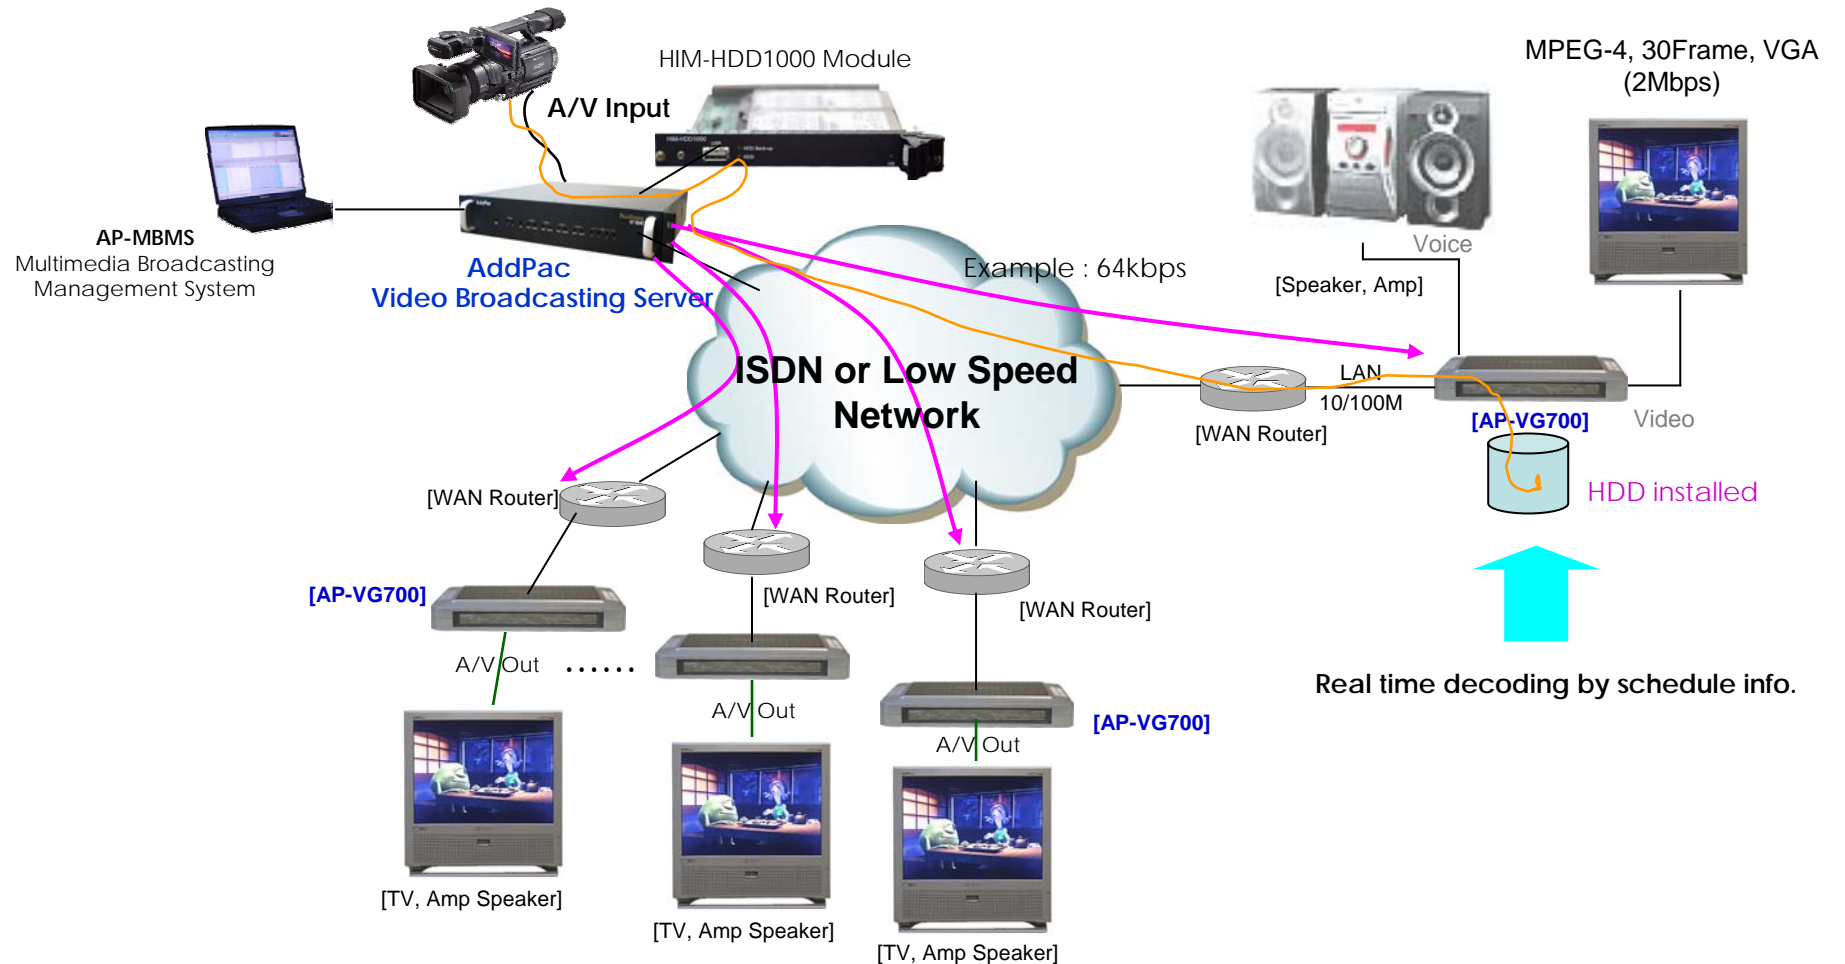 HIM-HDD1000 Module
MPEG-4, 30Frame, VGA
(2Mbps)
A/V Input
HIM-HDD1000
AP-MBMS
Multimedia Broadcasting
Management System
AddPac
Video Broadcasting Server
Example : 64kbps
Voice
[Speaker, Amp]
ISDN or Low Speed
Network
LAN
10/100M
[WAN Router]
[AP-VG700]
Video
HDD installed
[WAN Router]
[AP-VG700]
[WAN Router]
[WAN Router]
A/V Out
......
A/V Out
[AP-VG700]
A/V Out
Real time decoding by schedule info.
[TV, Amp Speaker]
[TV, Amp Speaker]
[TV, Amp Speaker]